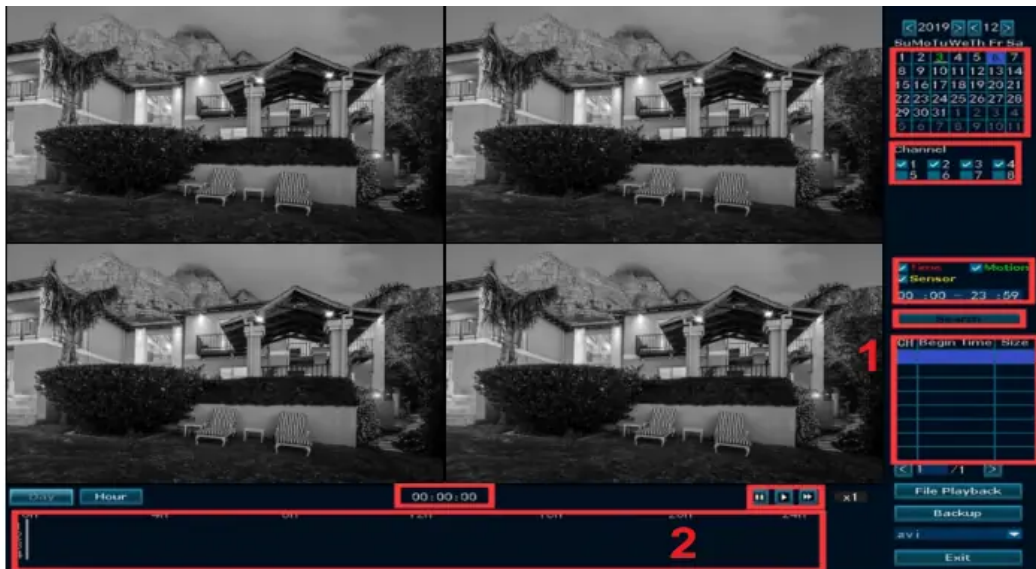 < 2019 > < 12 >
Su Mo Tu We Th Fr Sa
1 2 3 4 5 6 7
8 9 10 11 12 13 14
15 16 17 18 19 20 21
22 23 24 25 26 27 28
29 30 31 1 2 3 4
5 6 7 8 9 10 11
Channel
1 2 3 4
5 6 7 8
Time Motion
Sensor
00 :00 - 23 :59
Search
1
CH Begin Time Size
< 1 /1 >
Day Hour 00:00:00 x1
File Playback
Backup
avi
Exit
0h 4h 8h 12h 16h 20h 24h
2